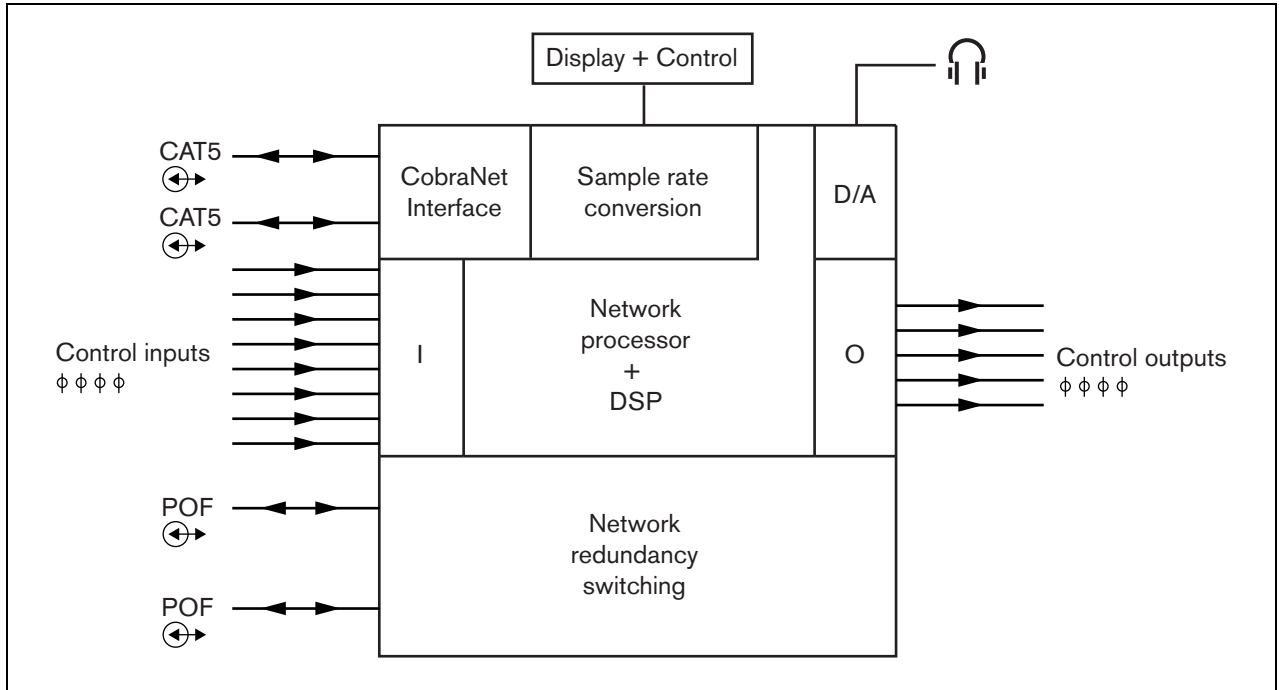 Display + Control
CAT5
CAT5
CobraNet
Interface
Sample rate
conversion
D/A
Control inputs
ϕ ϕ ϕ ϕ
I
Network
processor
+
DSP
O
Control outputs
ϕ ϕ ϕ ϕ
POF
POF
Network
redundancy
switching